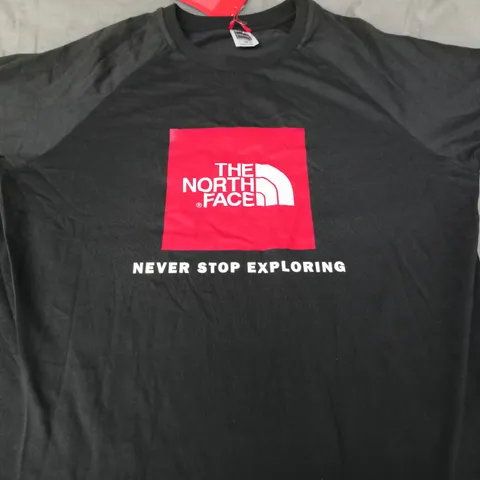 THE
NORTH
FACE
®
NEVER STOP EXPLORING